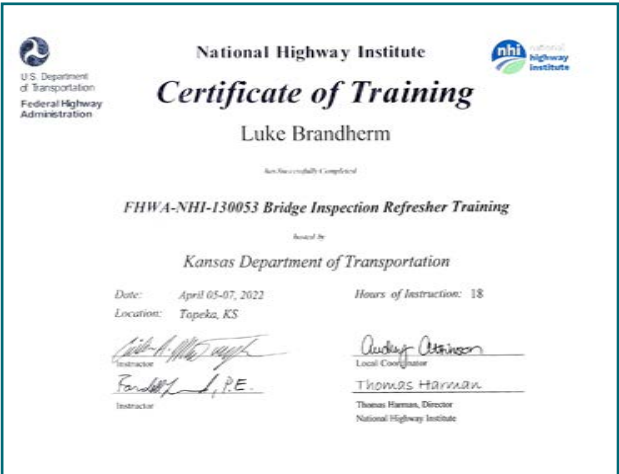 U.S. Department
of Transportation
Federal Highway
Administration
National Highway Institute
nhi national
highway
institute
Certificate of Training
Luke Brandherm
has Successfully Completed
FHWA-NHI-130053 Bridge Inspection Refresher Training
hosted by
Kansas Department of Transportation
Date: April 05-07, 2022
Hours of Instruction: 18
Location: Topeka, KS
Instructor
Audrey Atkinson
Local Coordinator
P.E.
Instructor
Thomas Harman
Thomas Harman, Director
National Highway Institute